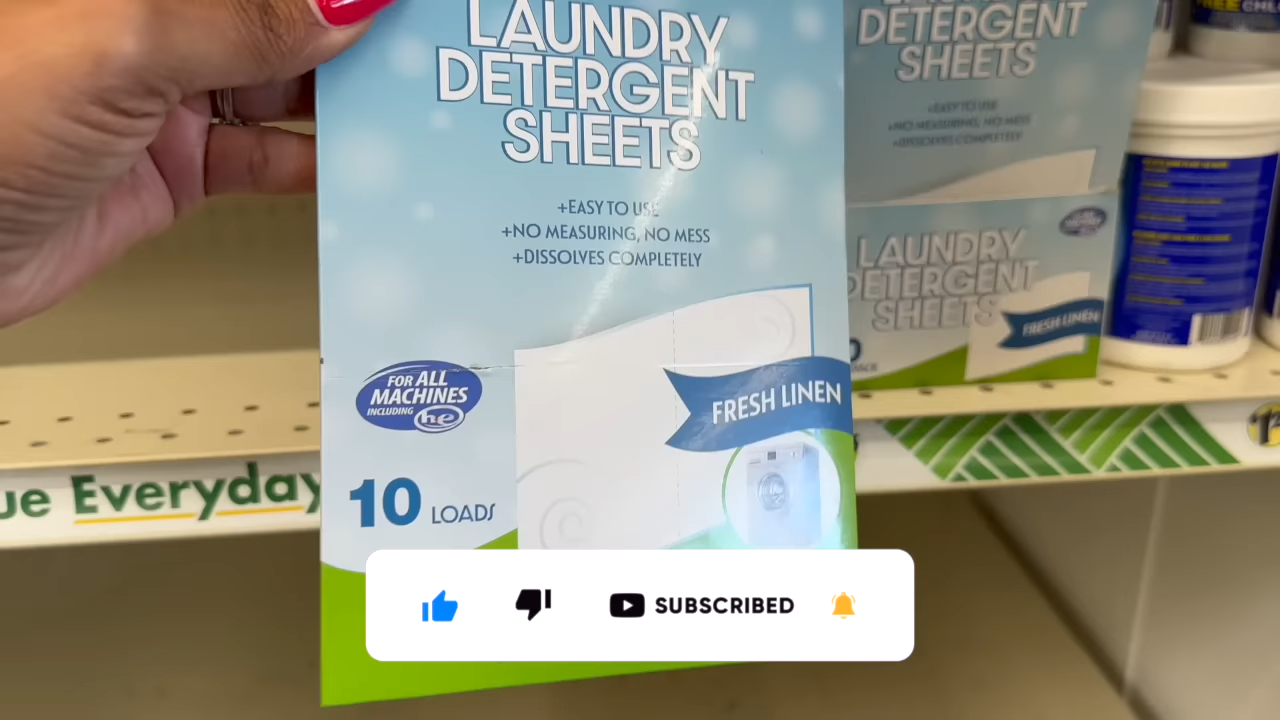 LAUNDRY
DETERGENT
SHEETS
+EASY TO USE
+NO MEASURING, NO MESS
+DISSOLVES COMPLETELY
FOR ALL
MACHINES
INCLUDING he
FRESH LINEN
10 LOADS
DETERGENT
SHEETS
+EASY TO USE
+NO MEASURING, NO MESS
+DISSOLVES COMPLETELY
LAUNDRY
DETERGENT
SHEETS
FRESH LINEN
ue Everyday
SUBSCRIBED